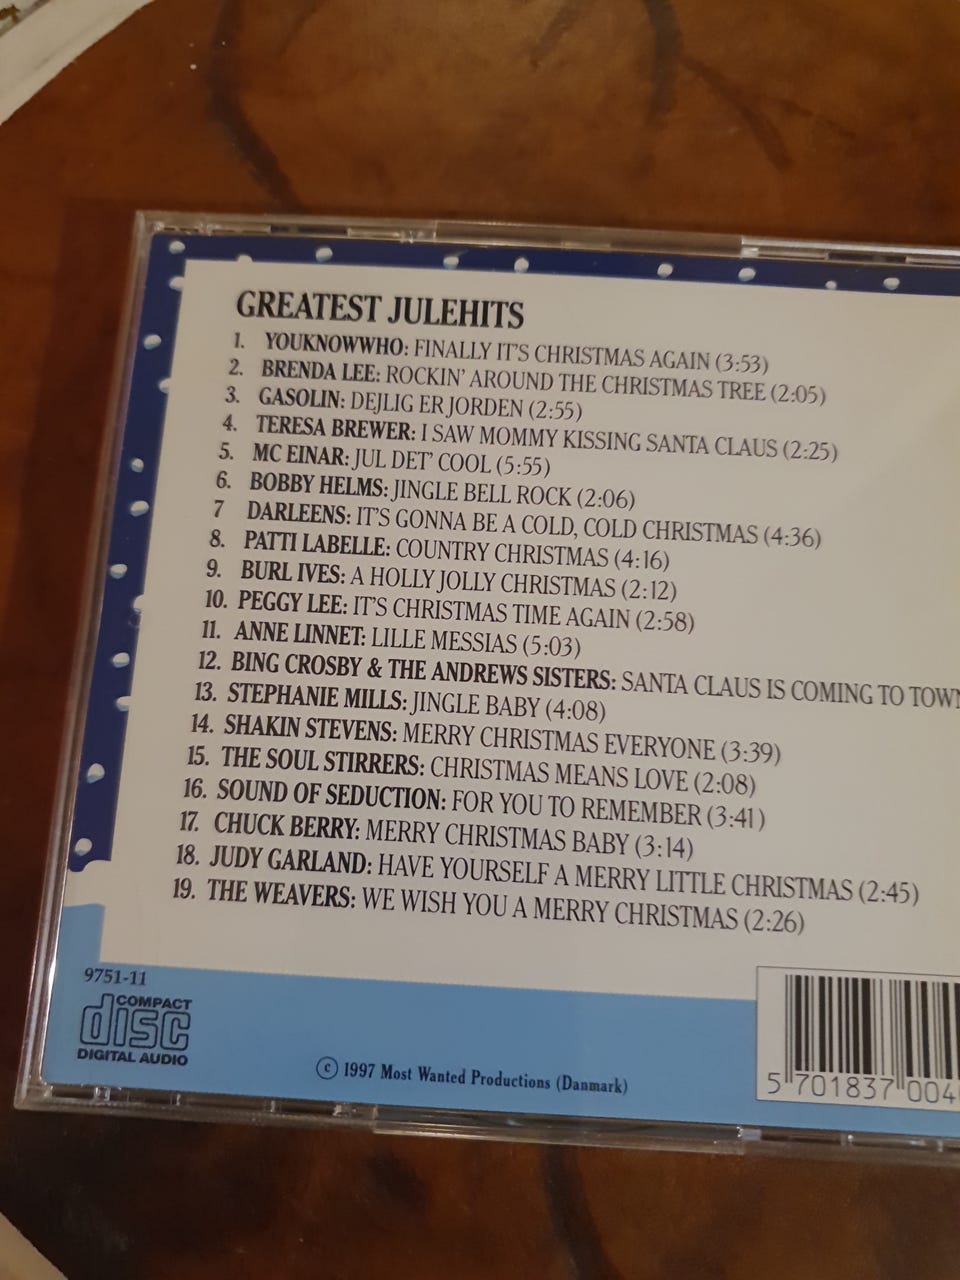 GREATEST JULEHITS
1. YOUKNOWWHO: FINALLY IT'S CHRISTMAS AGAIN (3:53)
2. BRENDA LEE: ROCKIN' AROUND THE CHRISTMAS TREE (2:05)
3. GASOLIN: DEJLIG ER JORDEN (2:55)
4. TERESA BREWER: I SAW MOMMY KISSING SANTA CLAUS (2:25)
5. MC EINAR: JUL DET' COOL (5:55)
6. BOBBY HELMS: JINGLE BELL ROCK (2:06)
7 DARLEENS: IT'S GONNA BE A COLD, COLD CHRISTMAS (4:36)
8. PATTI LABELLE: COUNTRY CHRISTMAS (4:16)
9. BURL IVES: A HOLLY JOLLY CHRISTMAS (2:12)
10. PEGGY LEE: IT'S CHRISTMAS TIME AGAIN (2:58)
11. ANNE LINNET: LILLE MESSIAS (5:03)
12. BING CROSBY & THE ANDREWS SISTERS: SANTA CLAUS IS COMING TO TOWN
13. STEPHANIE MILLS: JINGLE BABY (4:08)
14. SHAKIN STEVENS: MERRY CHRISTMAS EVERYONE (3:39)
15. THE SOUL STIRRERS: CHRISTMAS MEANS LOVE (2:08)
16. SOUND OF SEDUCTION: FOR YOU TO REMEMBER (3:41)
17. CHUCK BERRY: MERRY CHRISTMAS BABY (3:14)
18. JUDY GARLAND: HAVE YOURSELF A MERRY LITTLE CHRISTMAS (2:45)
19. THE WEAVERS: WE WISH YOU A MERRY CHRISTMAS (2:26)
9751-11
COMPACT
disc
DIGITAL AUDIO
© 1997 Most Wanted Productions (Danmark)
5 701837 004